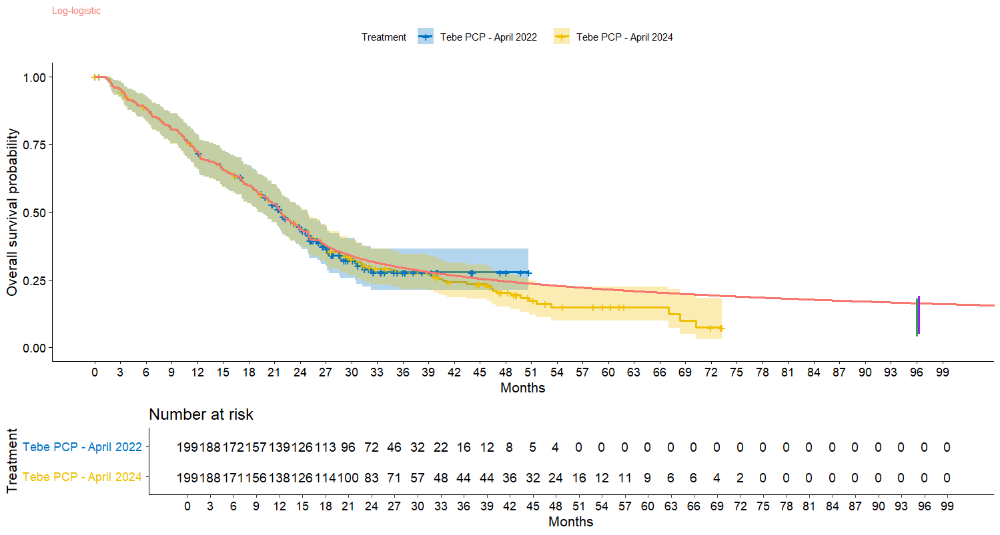 Log-logistic
Treatment Tebe PCP - April 2022 Tebe PCP - April 2024
Overall survival probability
1.00
0.75
0.50
0.25
0.00
0 3 6 9 12 15 18 21 24 27 30 33 36 39 42 45 48 51 54 57 60 63 66 69 72 75 78 81 84 87 90 93 96 99
Months
Number at risk
Treatment
Tebe PCP - April 2022 199 188 172 157 139 126 113 96 72 46 32 22 16 12 8 5 4 0 0 0 0 0 0 0 0 0 0 0 0 0 0 0 0 0
Tebe PCP - April 2024 199 188 171 156 138 126 114 100 83 71 57 48 44 44 36 32 24 16 12 11 9 6 6 4 2 0 0 0 0 0 0 0 0 0
0 3 6 9 12 15 18 21 24 27 30 33 36 39 42 45 48 51 54 57 60 63 66 69 72 75 78 81 84 87 90 93 96 99
Months